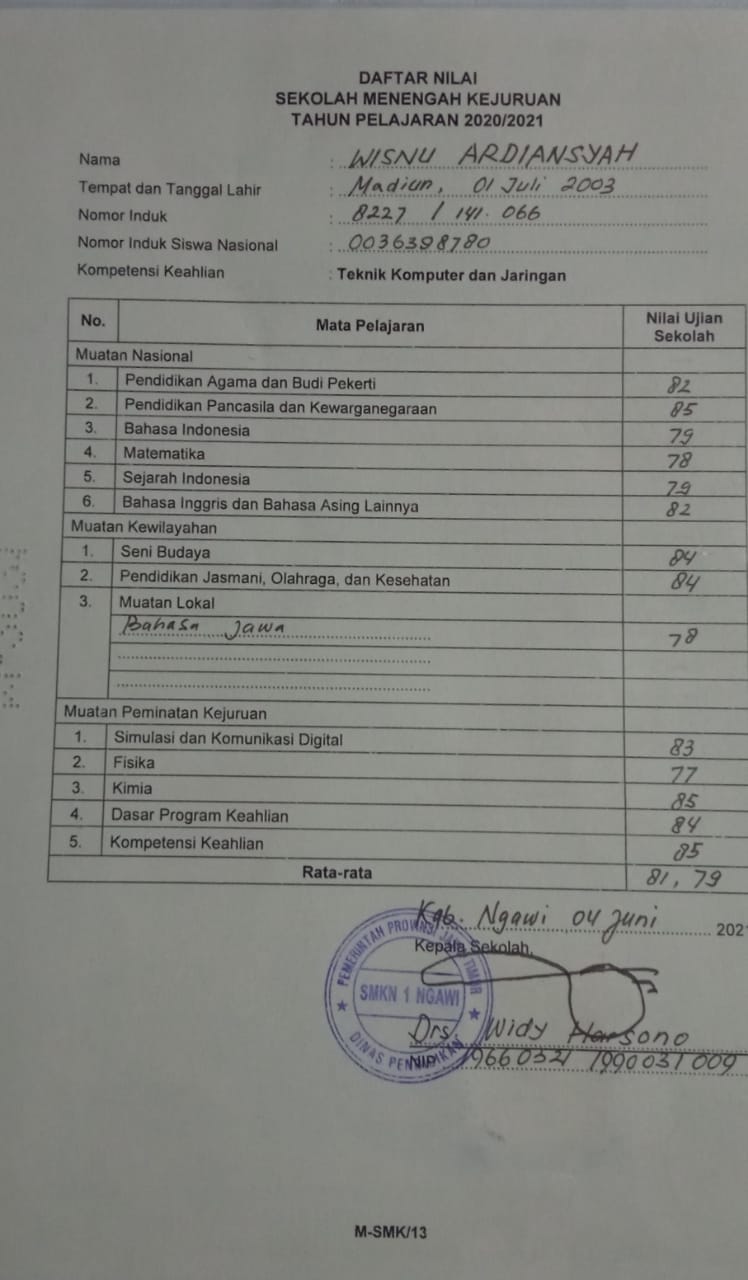 DAFTAR NILAI
SEKOLAH MENENGAH KEJURUAN
TAHUN PELAJARAN 2020/2021
Nama : WISNU ARDIANSYAH
Tempat dan Tanggal Lahir : Madiun, 01 Juli 2003
Nomor Induk : 8227 / 141.066
Nomor Induk Siswa Nasional : 0036398780
Kompetensi Keahlian : Teknik Komputer dan Jaringan
No. Mata Pelajaran Nilai Ujian Sekolah
Muatan Nasional
1. Pendidikan Agama dan Budi Pekerti 82
2. Pendidikan Pancasila dan Kewarganegaraan 85
3. Bahasa Indonesia 79
4. Matematika 78
5. Sejarah Indonesia 79
6. Bahasa Inggris dan Bahasa Asing Lainnya 82
Muatan Kewilayahan
1. Seni Budaya 84
2. Pendidikan Jasmani, Olahraga, dan Kesehatan 84
3. Muatan Lokal
Bahasa Jawa 78
Muatan Peminatan Kejuruan
1. Simulasi dan Komunikasi Digital 83
2. Fisika 77
3. Kimia 85
4. Dasar Program Keahlian 84
5. Kompetensi Keahlian 85
Rata-rata 81,79
Kab. Ngawi 04 Juni 2021
Kepala Sekolah,
PEMERINTAH PROVINSI JAWA TIMUR
SMKN 1 NGAWI
DINAS PENDIDIKAN
Drs. Widy Harsono
NIP. 19660321 199003 1 009
M-SMK/13